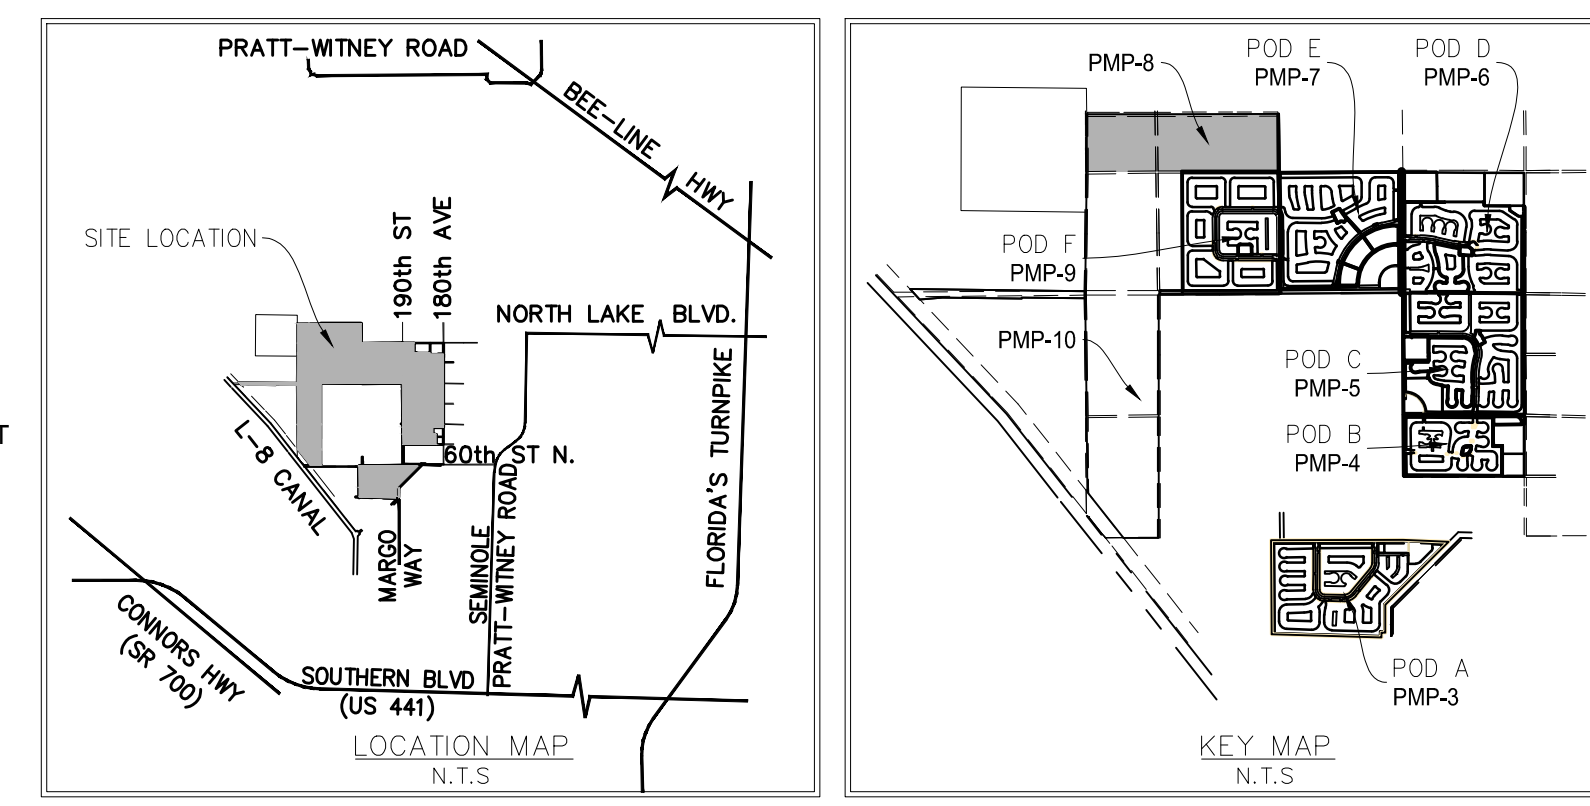 PRATT-WITNEY ROAD
BEE-LINE
HWY
SITE LOCATION
190th ST
180th AVE
NORTH LAKE BLVD.
FLORIDA'S TURNPIKE
60th ST N.
L-8 CANAL
MARGO
WAY
SEMINOLE
PRATT-WITNEY ROAD
CONNORS HWY
(SR 700)
SOUTHERN BLVD
(US 441)
LOCATION MAP
N.T.S
T
PMP-8
POD E
PMP-7
POD D
PMP-6
POD F
PMP-9
PMP-10
POD C
PMP-5
POD B
PMP-4
POD A
PMP-3
KEY MAP
N.T.S